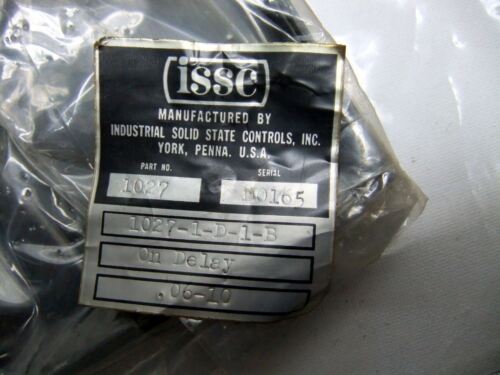 issc
MANUFACTURED BY
INDUSTRIAL SOLID STATE CONTROLS, INC.
YORK, PENNA. U.S.A.
PART NO. SERIAL
1027 NO165
1027-1-D-1-B
On Delay
.06-10